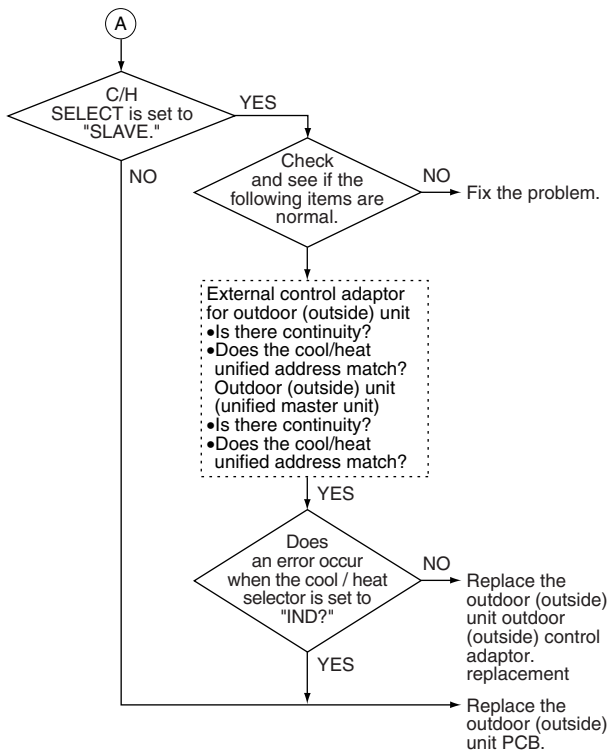 A
C/H
SELECT is set to
"SLAVE."
YES
NO
Check
and see if the
following items are
normal.
NO
Fix the problem.
External control adaptor
for outdoor (outside) unit
•Is there continuity?
•Does the cool/heat
unified address match?
Outdoor (outside) unit
(unified master unit)
•Is there continuity?
•Does the cool/heat
unified address match?
YES
Does
an error occur
when the cool / heat
selector is set to
"IND?"
NO
Replace the
outdoor (outside)
unit outdoor
(outside) control
adaptor.
replacement
YES
Replace the
outdoor (outside)
unit PCB.